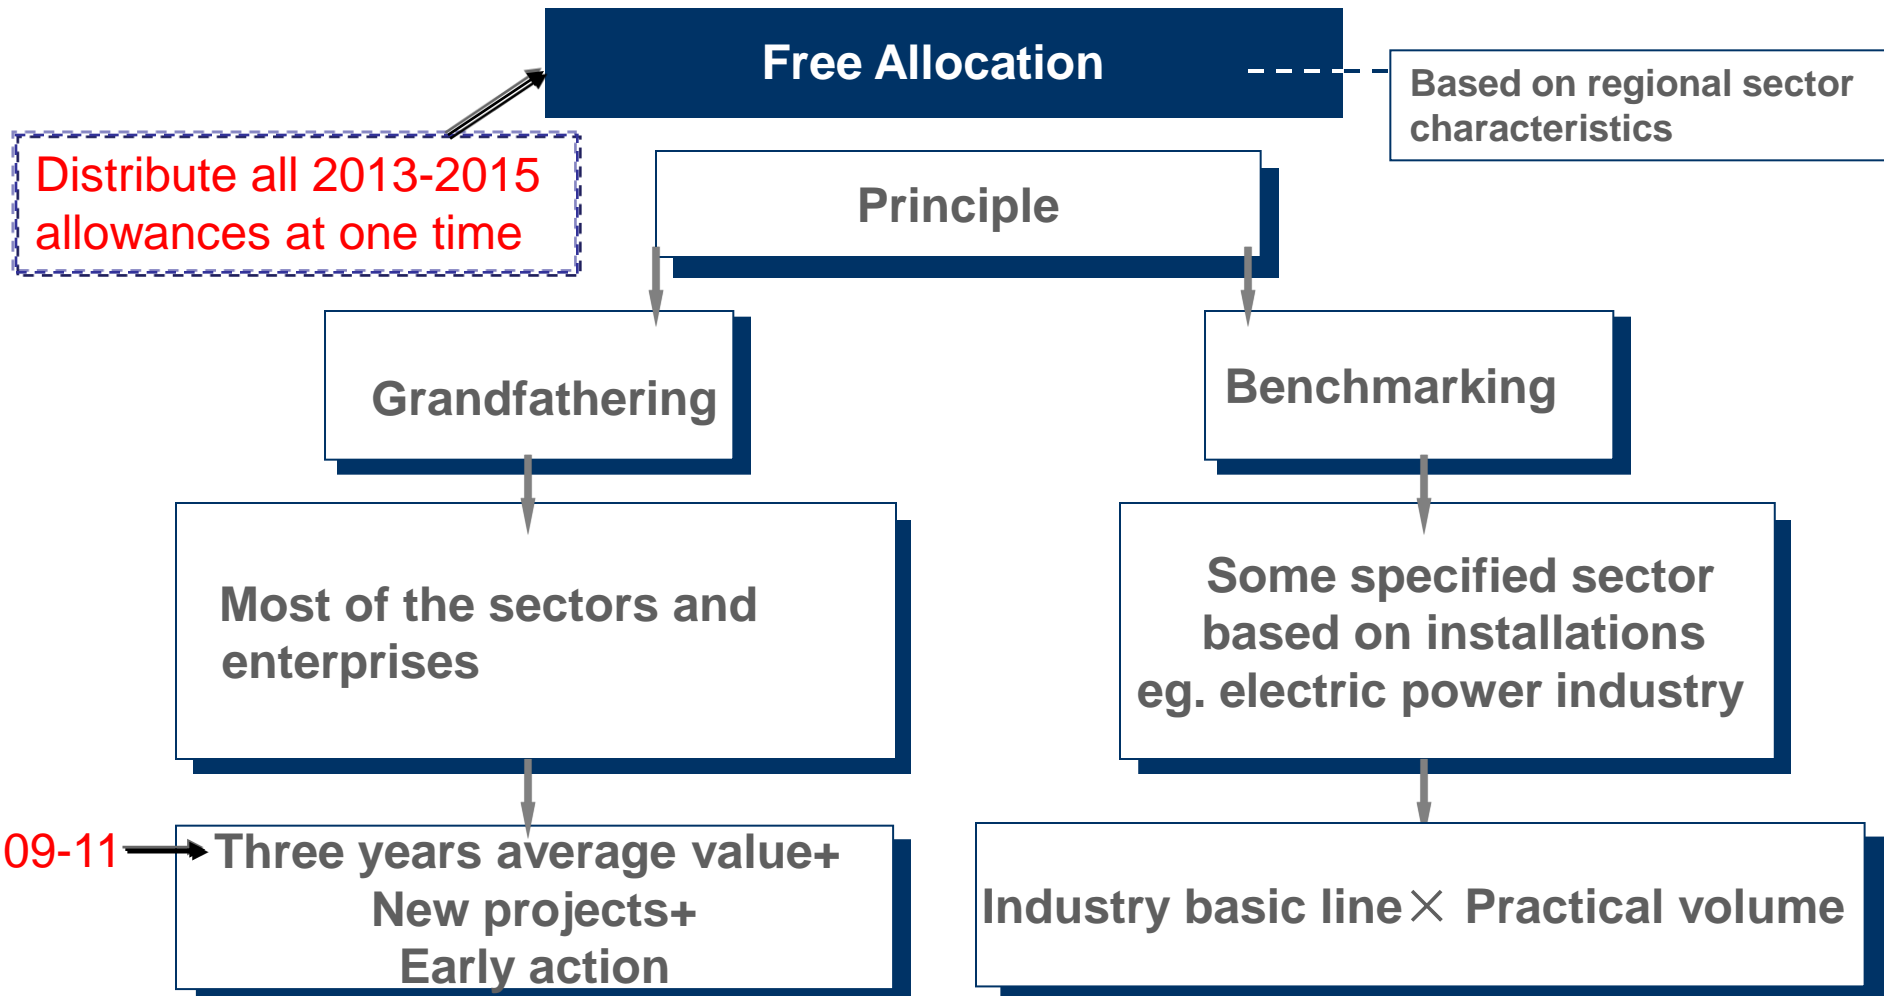 Free Allocation
Based on regional sector
characteristics
Distribute all 2013-2015
allowances at one time
Principle
Grandfathering
Benchmarking
Most of the sectors and
enterprises
Some specified sector
based on installations
eg. electric power industry
09-11
Three years average value+
New projects+
Early action
Industry basic line× Practical volume